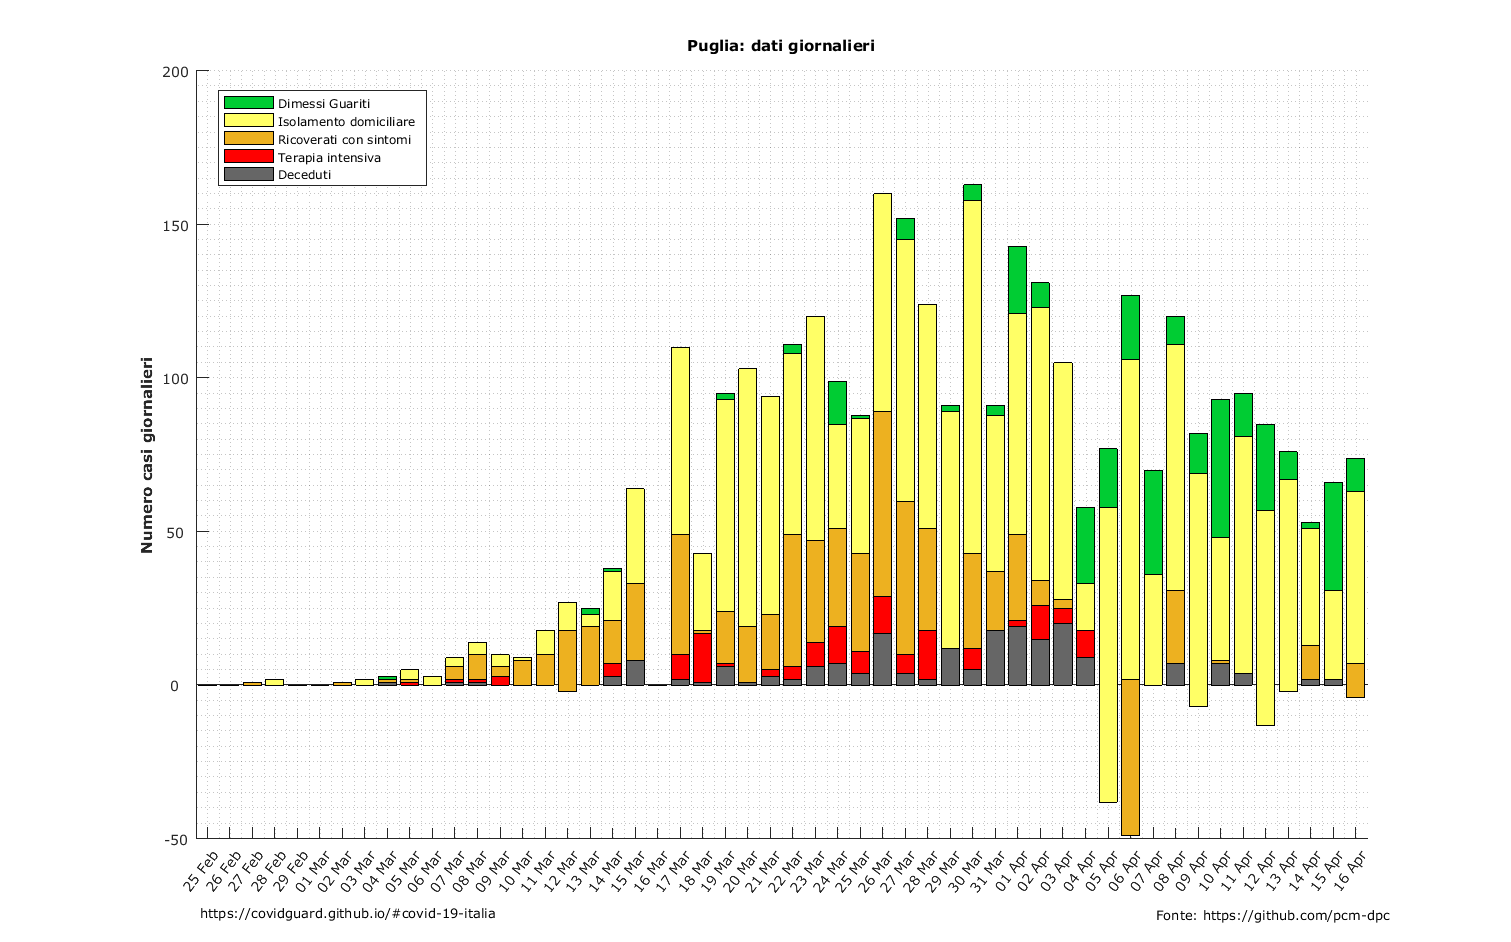 Puglia: dati giornalieri
200
150
100
50
0
-50
Numero casi giornalieri
Dimessi Guariti
Isolamento domiciliare
Ricoverati con sintomi
Terapia intensiva
Deceduti
25 Feb
26 Feb
27 Feb
28 Feb
29 Feb
01 Mar
02 Mar
03 Mar
04 Mar
05 Mar
06 Mar
07 Mar
08 Mar
09 Mar
10 Mar
11 Mar
12 Mar
13 Mar
14 Mar
15 Mar
16 Mar
17 Mar
18 Mar
19 Mar
20 Mar
21 Mar
22 Mar
23 Mar
24 Mar
25 Mar
26 Mar
27 Mar
28 Mar
29 Mar
30 Mar
31 Mar
01 Apr
02 Apr
03 Apr
04 Apr
05 Apr
06 Apr
07 Apr
08 Apr
09 Apr
10 Apr
11 Apr
12 Apr
13 Apr
14 Apr
15 Apr
16 Apr
https://covidguard.github.io/#covid-19-italia
Fonte: https://github.com/pcm-dpc